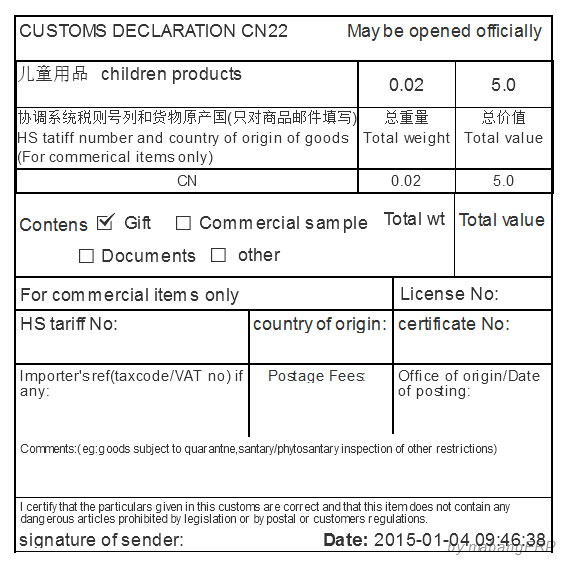 CUSTOMS DECLARATION CN22 May be opened officially
儿童用品 children products 0.02 5.0
协调系统税则号列和货物原产国(只对商品邮件填写) 总重量 总价值
HS tatiff number and country of origin of goods Total weight Total value
(For commerical items only)
CN 0.02 5.0
Contens Gift Commercial sample Total wt Total value
Documents other
For commercial items only License No:
HS tariff No: country of origin: certificate No:
Importer's ref(taxcode/VAT no) if Postage Fees: Office of origin/Date
any: of posting:
Comments:(eg:goods subject to quarantne,santary/phytosantary inspection of other restrictions)
I certify that the particulars given in this customs are correct and that this item does not contain any
dangerous articles prohibited by legislation or by postal or customers regulations.
signature of sender: Date: 2015-01-04 09:46:38
by mabangERP